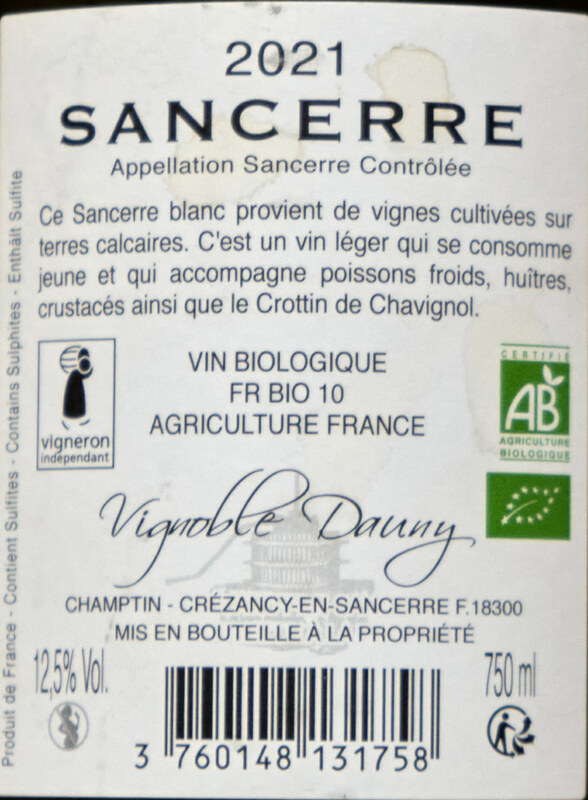 2021
SANCERRE
Appellation Sancerre Contrôlée
Ce Sancerre blanc provient de vignes cultivées sur
terres calcaires. C'est un vin léger qui se consomme
jeune et qui accompagne poissons froids, huîtres,
crustacés ainsi que le Crottin de Chavignol.
Produit de France - Contient Sulfites - Contains Sulphites - Enthält Sulfite
vigneron
indépendant
VIN BIOLOGIQUE
FR BIO 10
AGRICULTURE FRANCE
CERTIFIÉ
AB
AGRICULTURE
BIOLOGIQUE
Vignoble Dauny
CHAMPTIN - CRÉZANCY-EN-SANCERRE F.18300
MIS EN BOUTEILLE À LA PROPRIÉTÉ
12,5% Vol.
750 ml
3 760148 131758